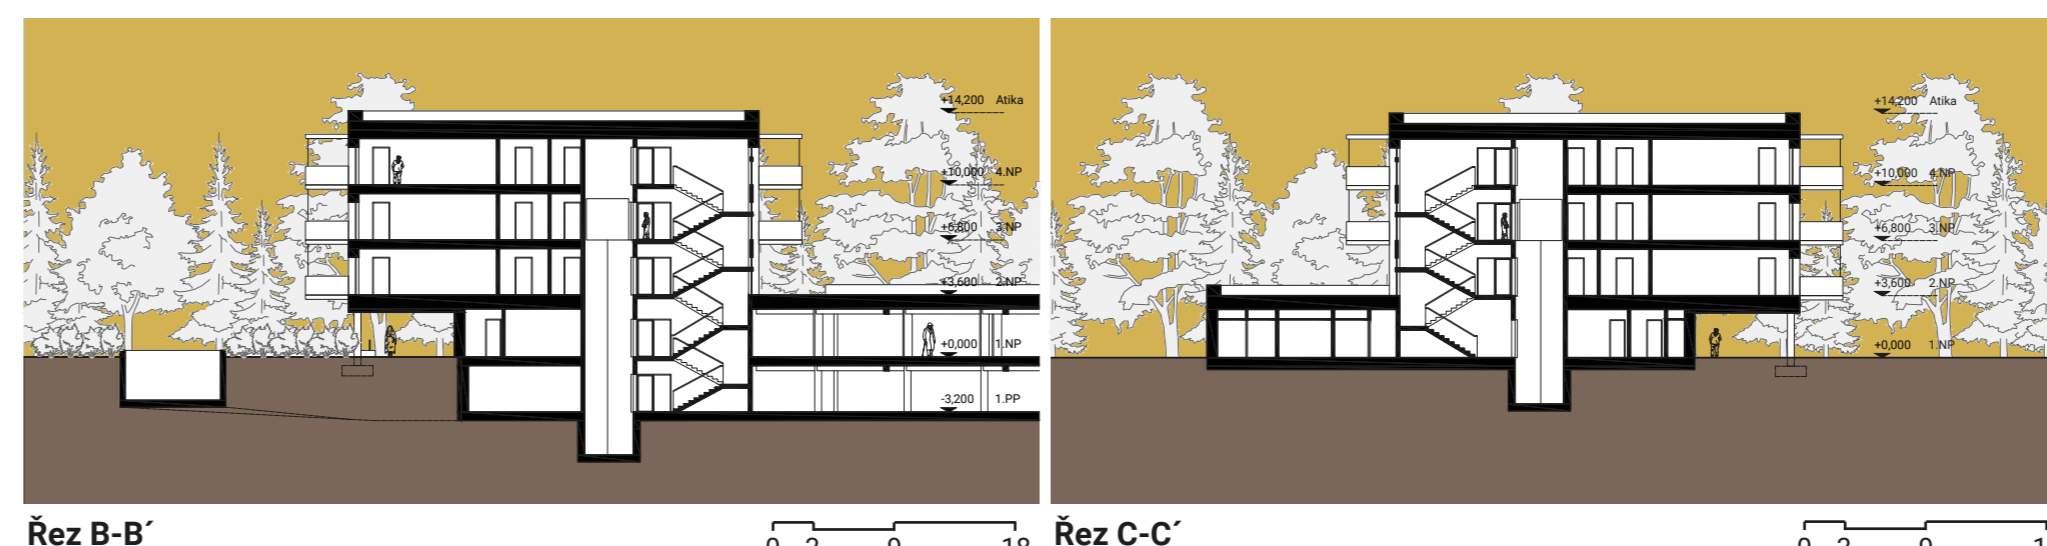 +14,200 Atika
+10,000 4.NP
+6,800 3.NP
+3,600 2.NP
+0,000 1.NP
-3,200 1.PP
Řez B-B´
+14,200 Atika
+10,000 4.NP
+6,800 3.NP
+3,600 2.NP
+0,000 1.NP
Řez C-C´